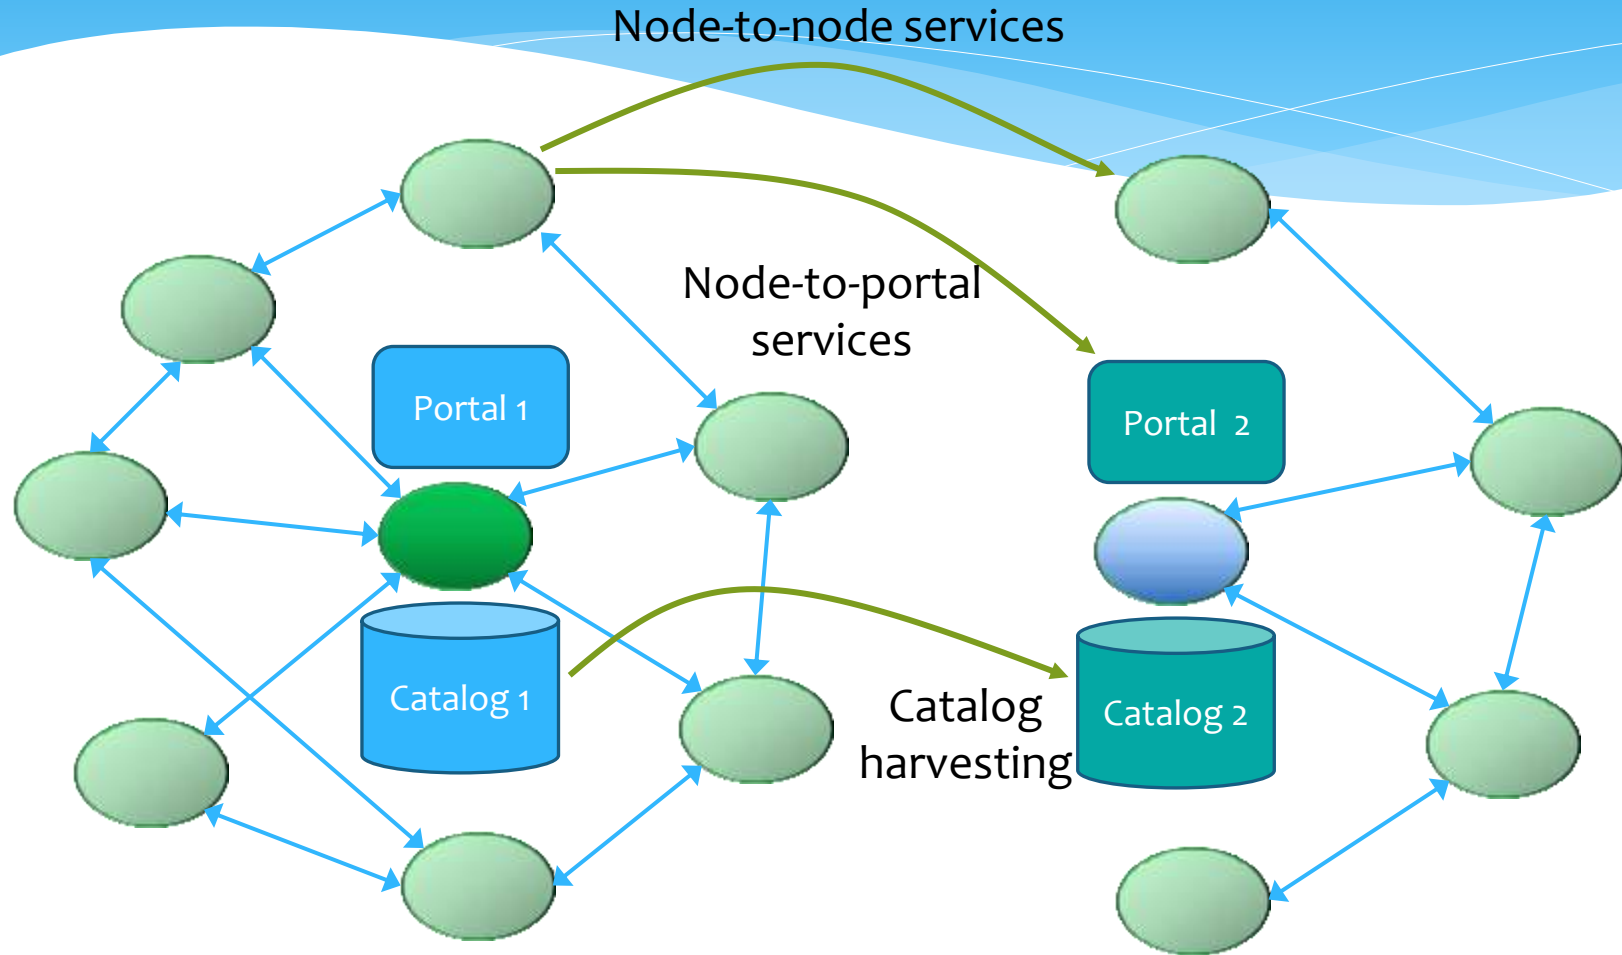 Node-to-node services
Node-to-portal
services
Portal 1
Portal 2
Catalog 1
Catalog
harvesting
Catalog 2